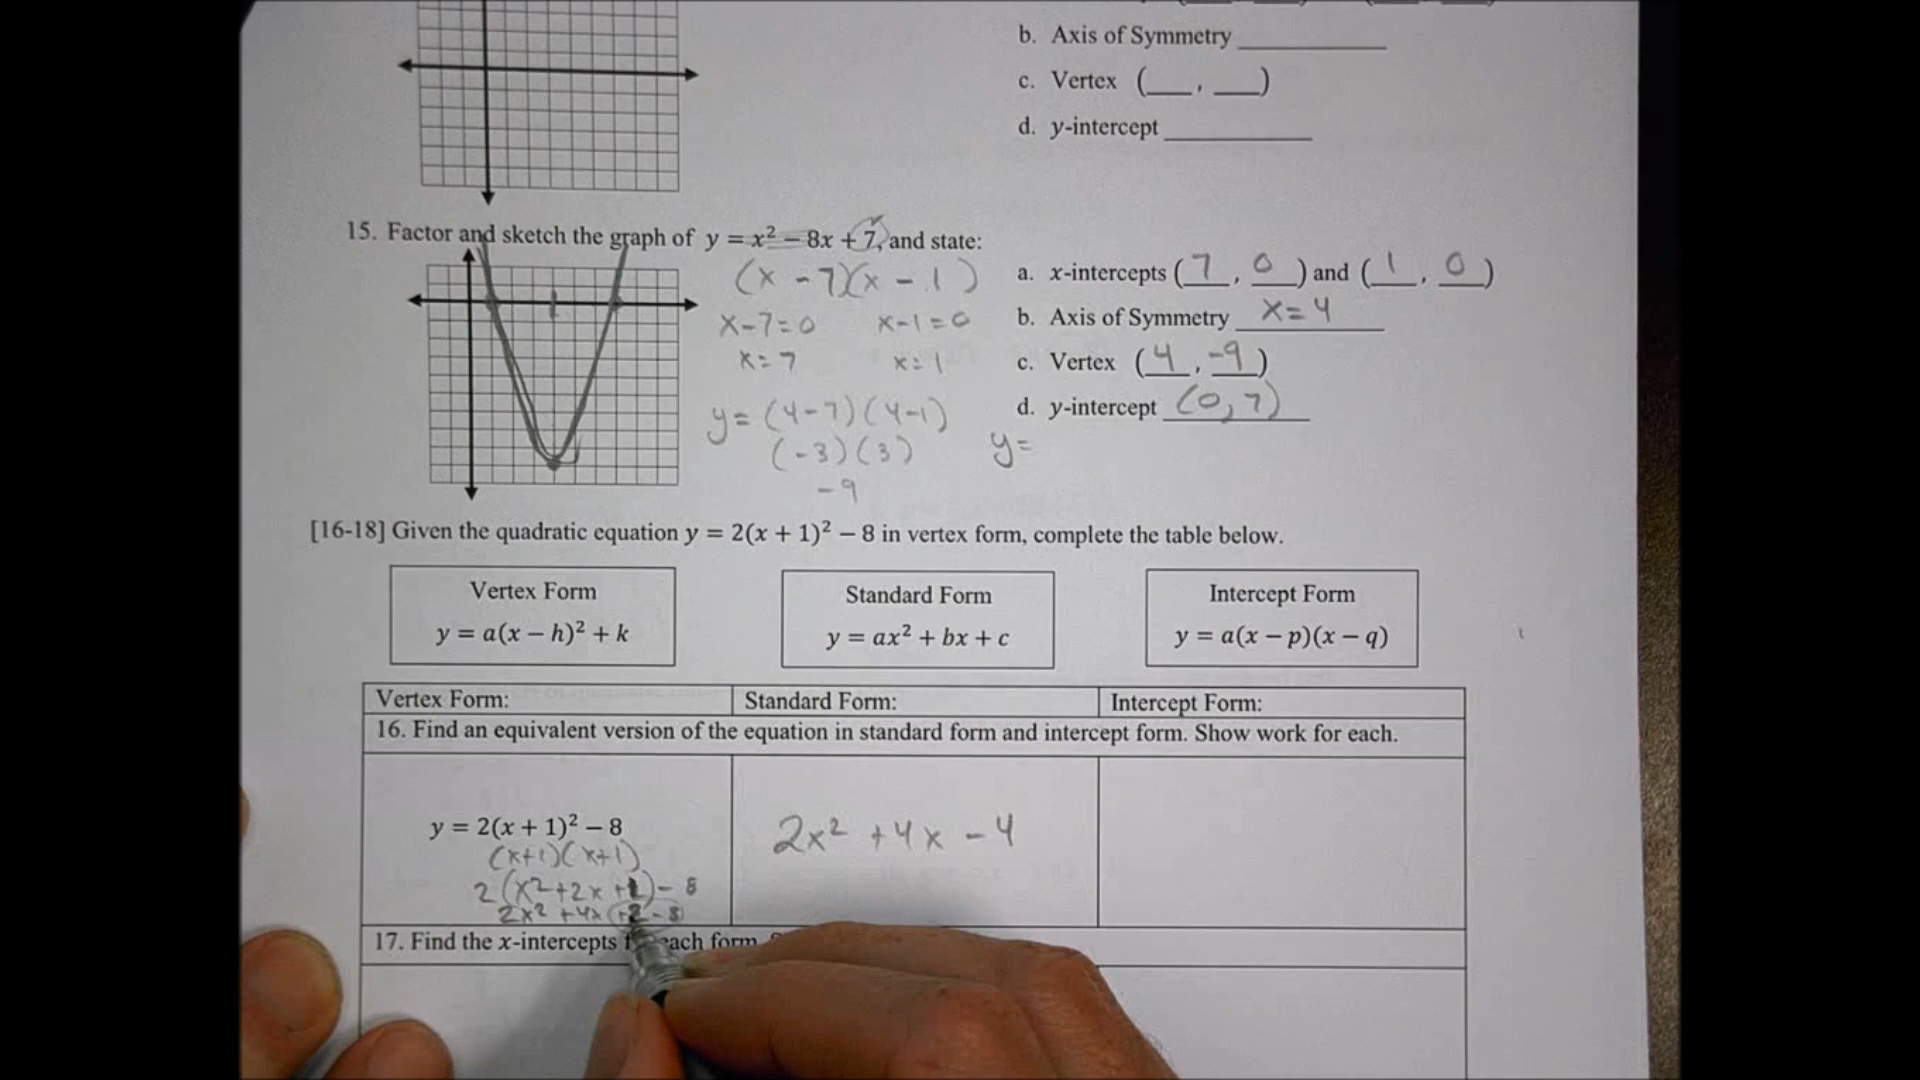 b. Axis of Symmetry ________
c. Vertex (___, ___)
d. y-intercept ________
15. Factor and sketch the graph of y = x² − 8x + 7, and state:
(x - 7)(x - 1)
x-7=0 x-1=0
x=7 x=1
y= (4-7)(4-1)
(-3)(3)
-9
a. x-intercepts (7, 0) and (1, 0)
b. Axis of Symmetry x=4
c. Vertex (4, -9)
d. y-intercept (0,7)
y=
[16-18] Given the quadratic equation y = 2(x + 1)² − 8 in vertex form, complete the table below.
Vertex Form
y = a(x − h)² + k
Standard Form
y = ax² + bx + c
Intercept Form
y = a(x − p)(x − q)
Vertex Form: Standard Form: Intercept Form:
16. Find an equivalent version of the equation in standard form and intercept form. Show work for each.
y = 2(x + 1)² − 8
(x+1)(x+1)
2(x²+2x+1)-8
2x²+4x+2-8
2x² +4x -4
17. Find the x-intercepts each form.